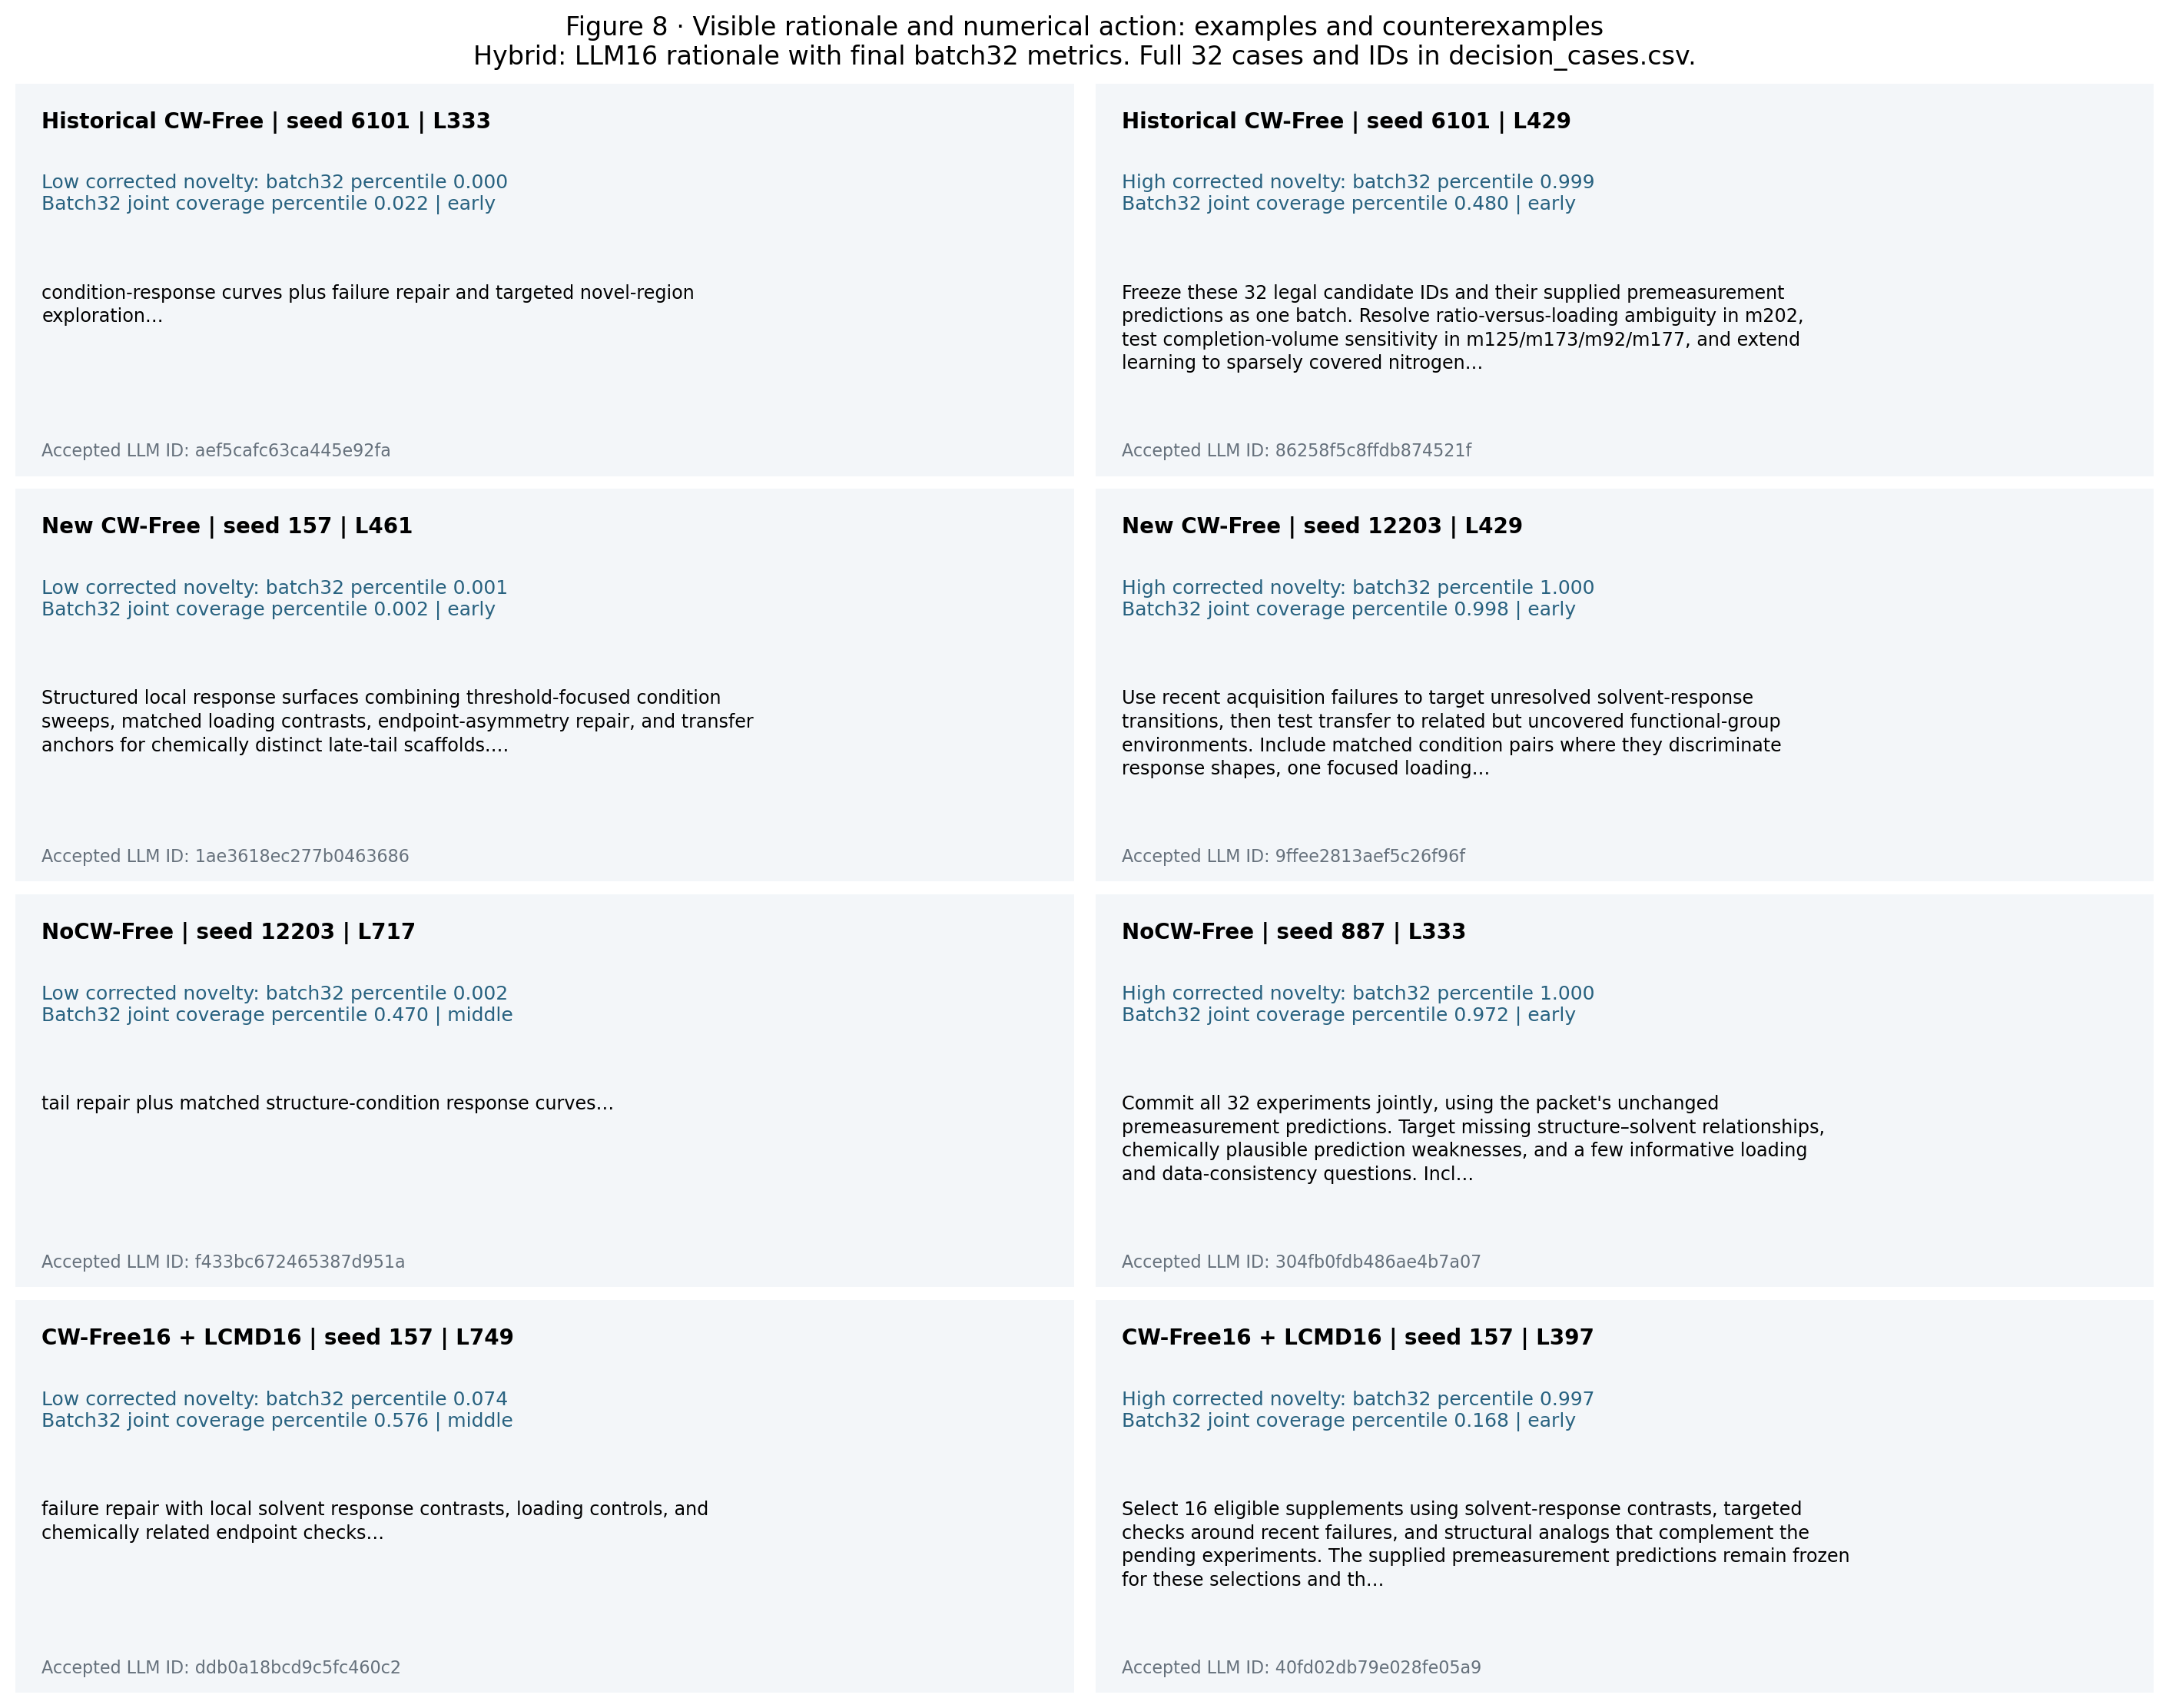 Figure 8 · Visible rationale and numerical action: examples and counterexamples
Hybrid: LLM16 rationale with final batch32 metrics. Full 32 cases and IDs in decision_cases.csv.
Historical CW-Free | seed 6101 | L333
Low corrected novelty: batch32 percentile 0.000
Batch32 joint coverage percentile 0.022 | early
condition-response curves plus failure repair and targeted novel-region
exploration…
Accepted LLM ID: aef5cafc63ca445e92fa
Historical CW-Free | seed 6101 | L429
High corrected novelty: batch32 percentile 0.999
Batch32 joint coverage percentile 0.480 | early
Freeze these 32 legal candidate IDs and their supplied premeasurement
predictions as one batch. Resolve ratio-versus-loading ambiguity in m202,
test completion-volume sensitivity in m125/m173/m92/m177, and extend
learning to sparsely covered nitrogen…
Accepted LLM ID: 86258f5c8ffdb874521f
New CW-Free | seed 157 | L461
Low corrected novelty: batch32 percentile 0.001
Batch32 joint coverage percentile 0.002 | early
Structured local response surfaces combining threshold-focused condition
sweeps, matched loading contrasts, endpoint-asymmetry repair, and transfer
anchors for chemically distinct late-tail scaffolds.…
Accepted LLM ID: 1ae3618ec277b0463686
New CW-Free | seed 12203 | L429
High corrected novelty: batch32 percentile 1.000
Batch32 joint coverage percentile 0.998 | early
Use recent acquisition failures to target unresolved solvent-response
transitions, then test transfer to related but uncovered functional-group
environments. Include matched condition pairs where they discriminate
response shapes, one focused loading…
Accepted LLM ID: 9ffee2813aef5c26f96f
NoCW-Free | seed 12203 | L717
Low corrected novelty: batch32 percentile 0.002
Batch32 joint coverage percentile 0.470 | middle
tail repair plus matched structure-condition response curves…
Accepted LLM ID: f433bc672465387d951a
NoCW-Free | seed 887 | L333
High corrected novelty: batch32 percentile 1.000
Batch32 joint coverage percentile 0.972 | early
Commit all 32 experiments jointly, using the packet's unchanged
premeasurement predictions. Target missing structure–solvent relationships,
chemically plausible prediction weaknesses, and a few informative loading
and data-consistency questions. Incl…
Accepted LLM ID: 304fb0fdb486ae4b7a07
CW-Free16 + LCMD16 | seed 157 | L749
Low corrected novelty: batch32 percentile 0.074
Batch32 joint coverage percentile 0.576 | middle
failure repair with local solvent response contrasts, loading controls, and
chemically related endpoint checks…
Accepted LLM ID: ddb0a18bcd9c5fc460c2
CW-Free16 + LCMD16 | seed 157 | L397
High corrected novelty: batch32 percentile 0.997
Batch32 joint coverage percentile 0.168 | early
Select 16 eligible supplements using solvent-response contrasts, targeted
checks around recent failures, and structural analogs that complement the
pending experiments. The supplied premeasurement predictions remain frozen
for these selections and th…
Accepted LLM ID: 40fd02db79e028fe05a9